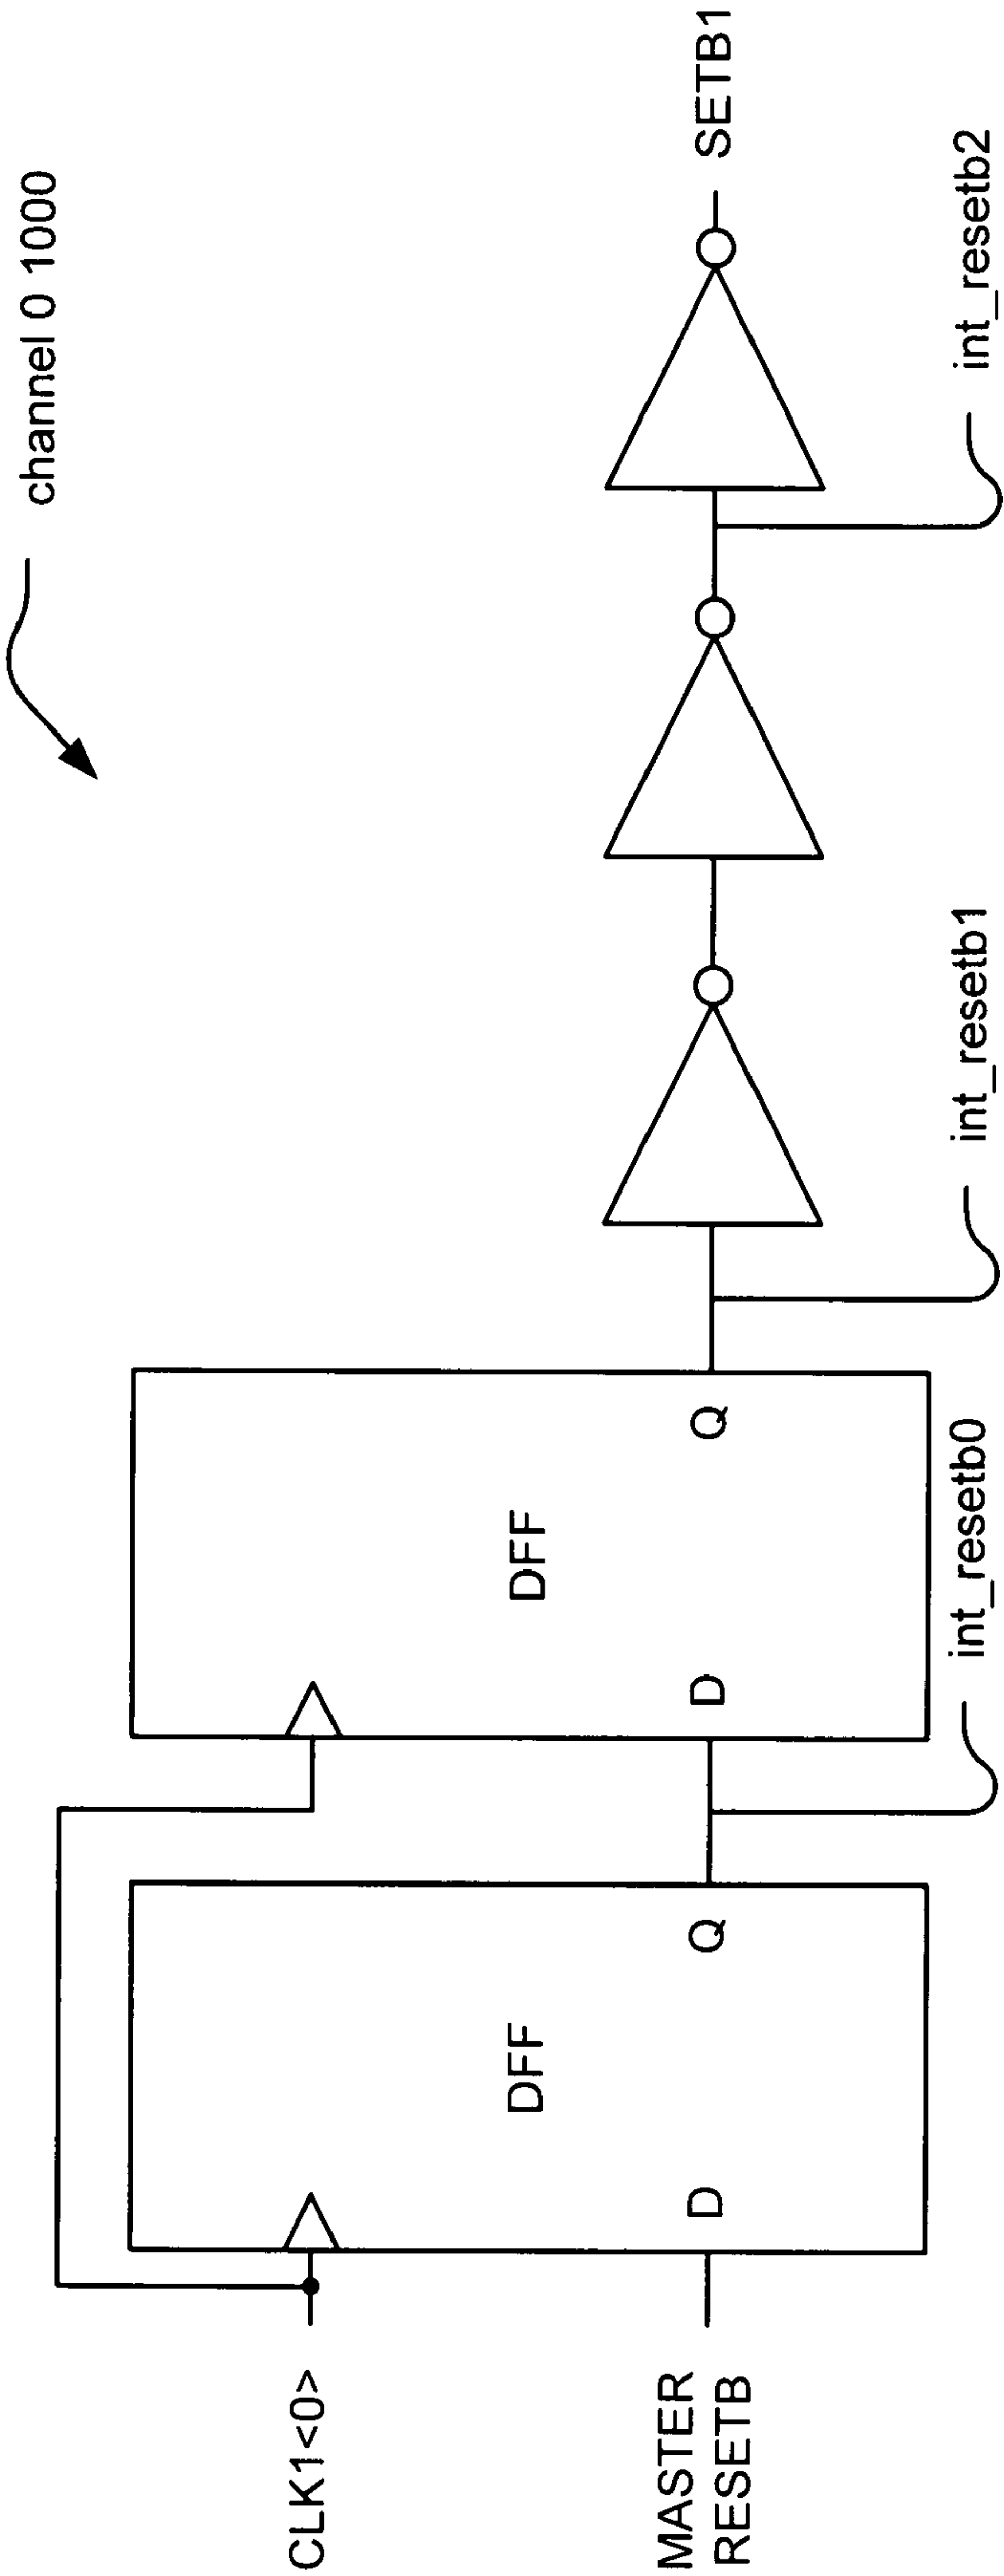 channel 0 1000
CLK1<0>
DFF
D
Q
DFF
D
Q
MASTER
RESETB
SETB1
int_resetb0
int_resetb1
int_resetb2